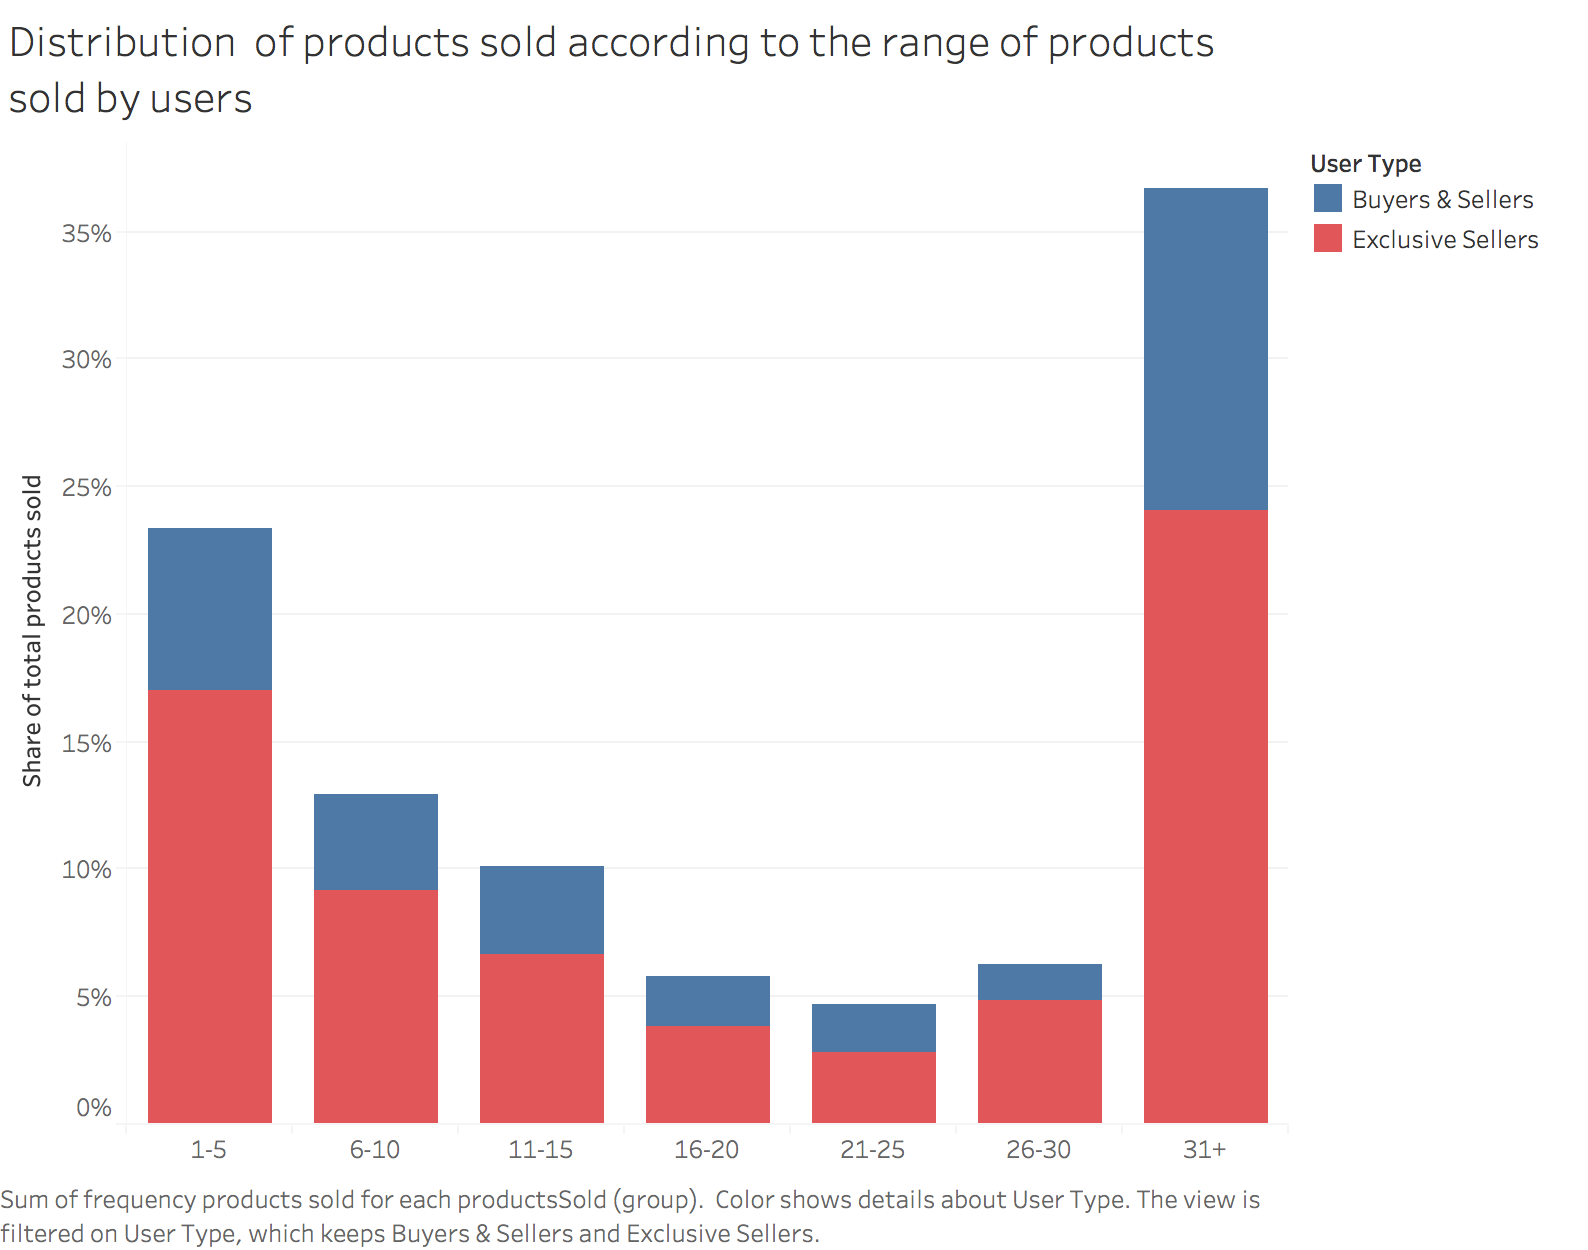 Distribution  of products sold according to the range of products
sold by users
User Type
Buyers & Sellers
Exclusive Sellers
Share of total products sold
35%
30%
25%
20%
15%
10%
5%
0%
1-5
6-10
11-15
16-20
21-25
26-30
31+
Sum of frequency products sold for each productsSold (group).  Color shows details about User Type. The view is
filtered on User Type, which keeps Buyers & Sellers and Exclusive Sellers.